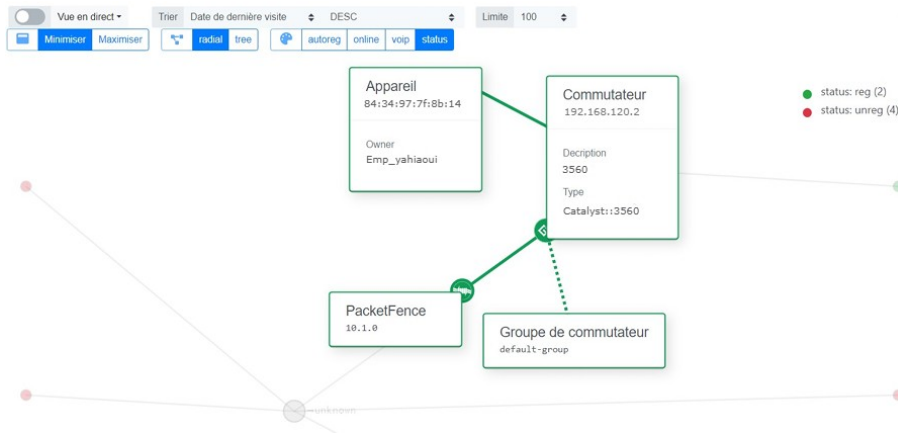 Vue en direct Trier Date de dernière visite DESC Limite 100
Minimiser Maximiser radial tree autoreg online voip status
status: reg (2)
status: unreg (4)
Appareil
84:34:97:7f:8b:14
Owner
Emp_yahiaoui
Commutateur
192.168.120.2
Decription
3560
Type
Catalyst::3560
PacketFence
10.1.0
Groupe de commutateur
default-group
unknown